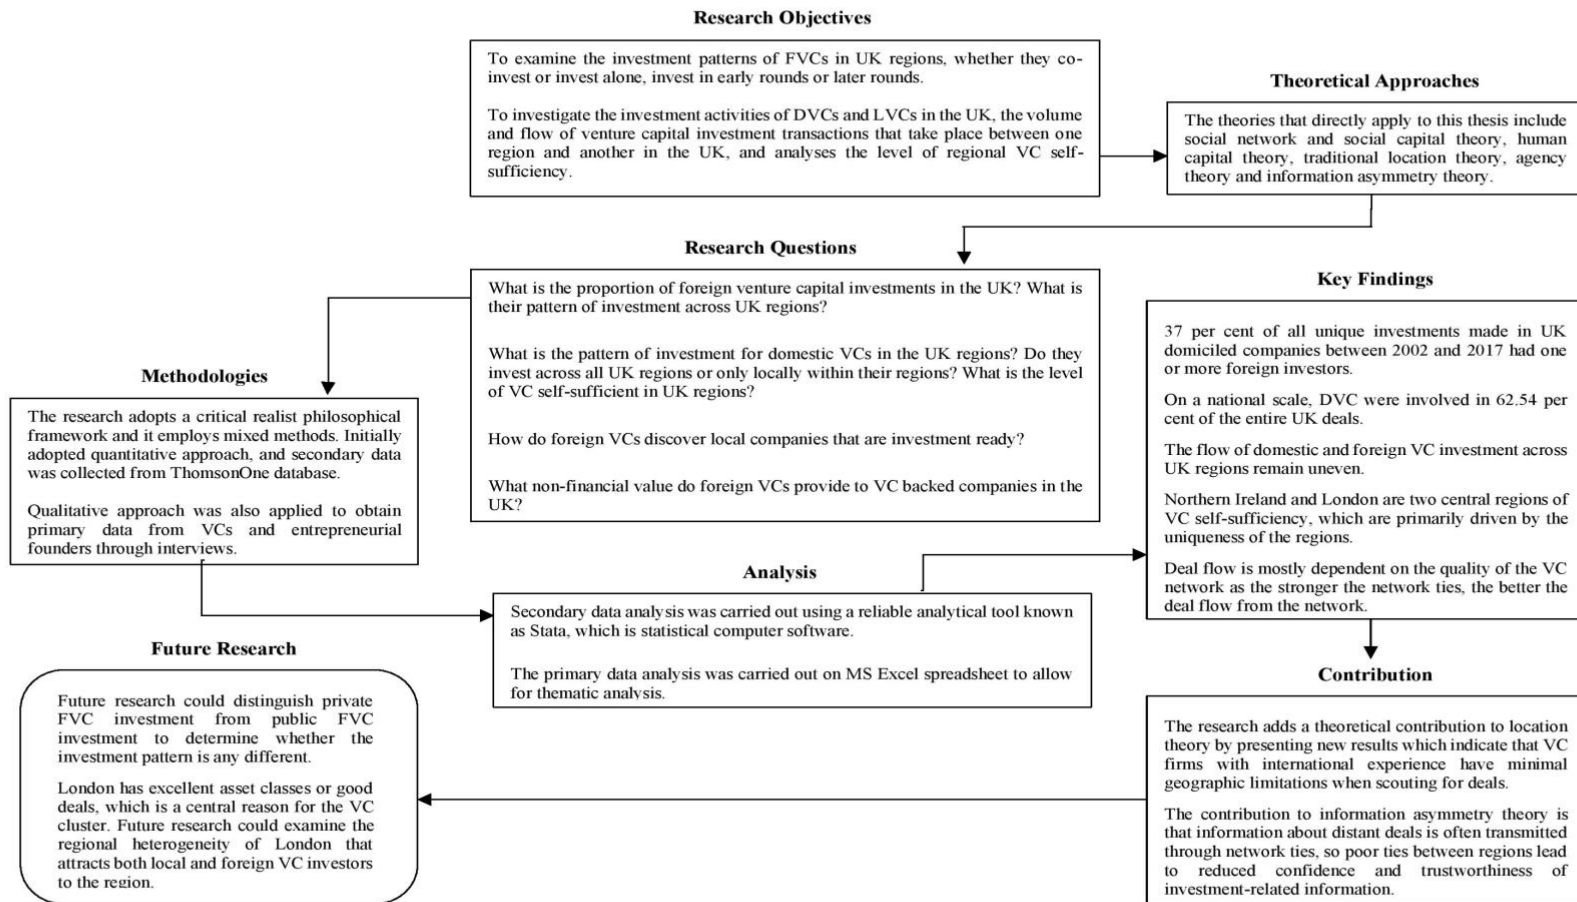 Research Objectives
To examine the investment patterns of FVCs in UK regions, whether they co-
invest or invest alone, invest in early rounds or later rounds.
To investigate the investment activities of DVCs and LVCs in the UK, the volume
and flow of venture capital investment transactions that take place between one
region and another in the UK, and analyses the level of regional VC self-
sufficiency.
Theoretical Approaches
The theories that directly apply to this thesis include
social network and social capital theory, human
capital theory, traditional location theory, agency
theory and information asymmetry theory.
Research Questions
What is the proportion of foreign venture capital investments in the UK? What is
their pattern of investment across UK regions?
What is the pattern of investment for domestic VCs in the UK regions? Do they
invest across all UK regions or only locally within their regions? What is the level
of VC self-sufficient in UK regions?
How do foreign VCs discover local companies that are investment ready?
What non-financial value do foreign VCs provide to VC backed companies in the
UK?
Methodologies
The research adopts a critical realist philosophical
framework and it employs mixed methods. Initially
adopted quantitative approach, and secondary data
was collected from ThomsonOne database.
Qualitative approach was also applied to obtain
primary data from VCs and entrepreneurial
founders through interviews.
Analysis
Secondary data analysis was carried out using a reliable analytical tool known
as Stata, which is statistical computer software.
The primary data analysis was carried out on MS Excel spreadsheet to allow
for thematic analysis.
Key Findings
37 per cent of all unique investments made in UK
domiciled companies between 2002 and 2017 had one
or more foreign investors.
On a national scale, DVC were involved in 62.54 per
cent of the entire UK deals.
The flow of domestic and foreign VC investment across
UK regions remain uneven.
Northern Ireland and London are two central regions of
VC self-sufficiency, which are primarily driven by the
uniqueness of the regions.
Deal flow is mostly dependent on the quality of the VC
network as the stronger the network ties, the better the
deal flow from the network.
Contribution
The research adds a theoretical contribution to location
theory by presenting new results which indicate that VC
firms with international experience have minimal
geographic limitations when scouting for deals.
The contribution to information asymmetry theory is
that information about distant deals is often transmitted
through network ties, so poor ties between regions lead
to reduced confidence and trustworthiness of
investment-related information.
Future Research
Future research could distinguish private
FVC investment from public FVC
investment to determine whether the
investment pattern is any different.
London has excellent asset classes or good
deals, which is a central reason for the VC
cluster. Future research could examine the
regional heterogeneity of London that
attracts both local and foreign VC investors
to the region.